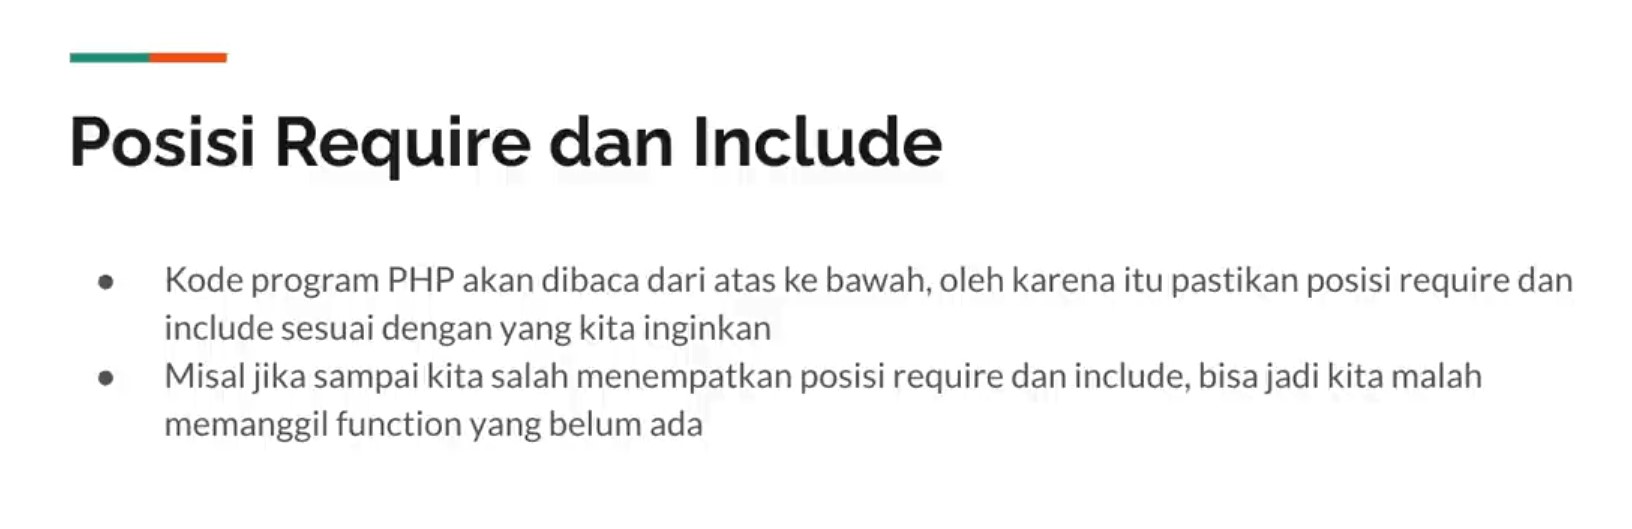 Posisi Require dan Include
● Kode program PHP akan dibaca dari atas ke bawah, oleh karena itu pastikan posisi require dan
include sesuai dengan yang kita inginkan
● Misal jika sampai kita salah menempatkan posisi require dan include, bisa jadi kita malah
memanggil function yang belum ada